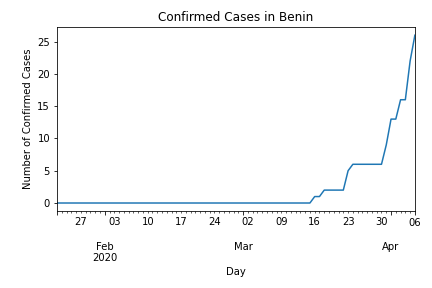 Confirmed Cases in Benin
Number of Confirmed Cases
25
20
15
10
5
0
27 03 10 17 24 02 09 16 23 30 06
Feb Mar Apr
2020
Day